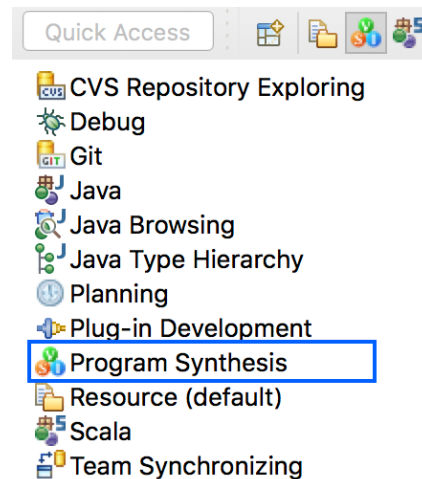 Quick Access
CVS Repository Exploring
Debug
Git
Java
Java Browsing
Java Type Hierarchy
Planning
Plug-in Development
Program Synthesis
Resource (default)
Scala
Team Synchronizing